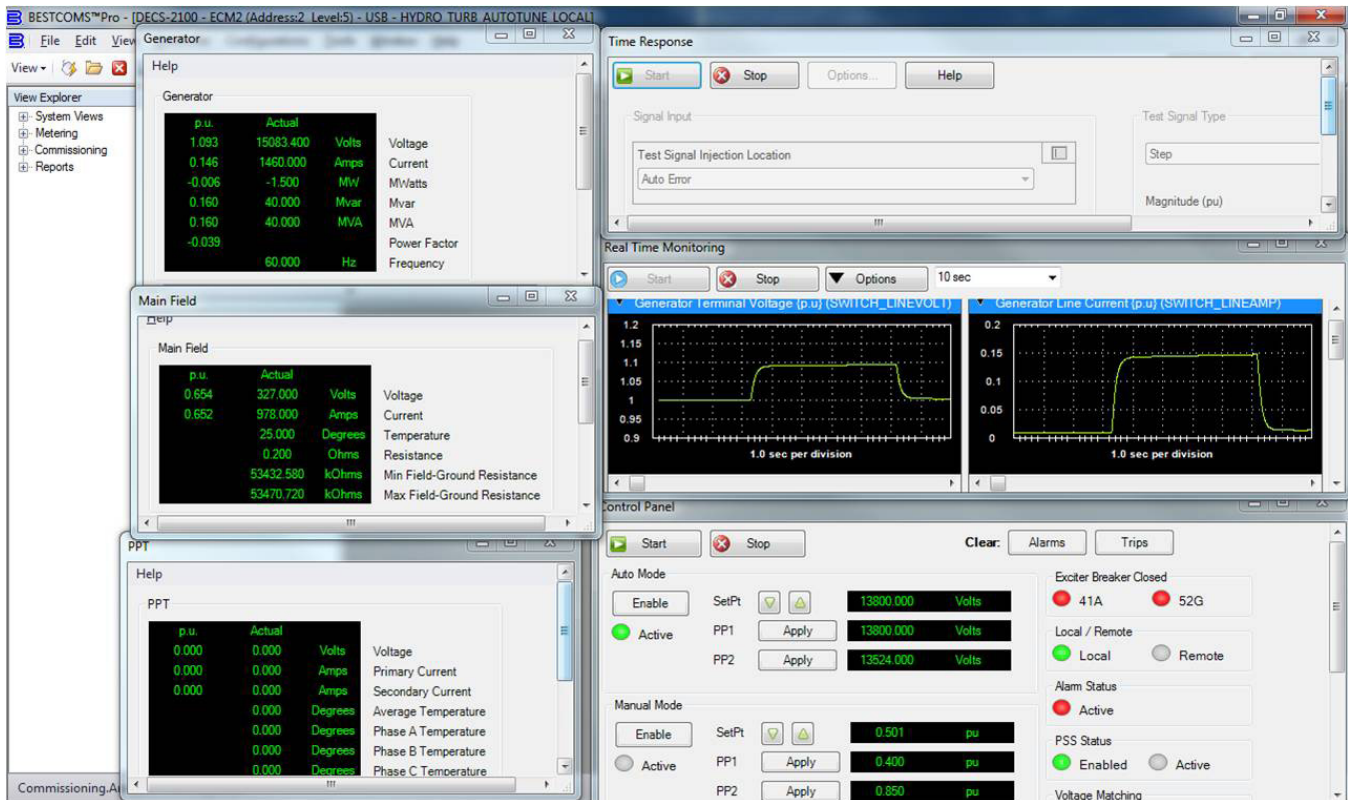 BESTCOMS™Pro - [DECS-2100 - ECM2 (Address:2 Level:5) - USB - HYDRO TURB AUTOTUNE LOCAL]
File Edit View
View
View Explorer
System Views
Metering
Commissioning
Reports
Generator
Help
Generator
p.u. Actual
1.093 15083.400 Volts Voltage
0.146 1460.000 Amps Current
-0.006 -1.500 MW MWatts
0.160 40.000 Mvar Mvar
0.160 40.000 MVA MVA
-0.039 Power Factor
60.000 Hz Frequency
Main Field
Help
Main Field
p.u. Actual
0.654 327.000 Volts Voltage
0.652 978.000 Amps Current
25.000 Degrees Temperature
0.200 Ohms Resistance
53432.580 kOhms Min Field-Ground Resistance
53470.720 kOhms Max Field-Ground Resistance
PPT
Help
PPT
p.u. Actual
0.000 0.000 Volts Voltage
0.000 0.000 Amps Primary Current
0.000 0.000 Amps Secondary Current
0.000 Degrees Average Temperature
0.000 Degrees Phase A Temperature
0.000 Degrees Phase B Temperature
0.000 Degrees Phase C Temperature
Time Response
Start Stop Options... Help
Signal Input
Test Signal Type
Test Signal Injection Location
Step
Auto Error
Magnitude (pu)
Real Time Monitoring
Start Stop Options 10 sec
Generator Terminal Voltage (p.u) (SWITCH_LINEVOLT)
1.2
1.15
1.1
1.05
1
0.95
0.9
1.0 sec per division
Generator Line Current (p.u) (SWITCH_LINEAMP)
0.2
0.15
0.1
0.05
0
1.0 sec per division
Control Panel
Start Stop Clear: Alarms Trips
Auto Mode
Enable SetPt 13800.000 Volts
Active PP1 Apply 13800.000 Volts
PP2 Apply 13524.000 Volts
Manual Mode
Enable SetPt 0.501 pu
Active PP1 Apply 0.400 pu
PP2 Apply 0.850 pu
Exciter Breaker Closed
41A 52G
Local / Remote
Local Remote
Alarm Status
Active
PSS Status
Enabled Active
Voltage Matching